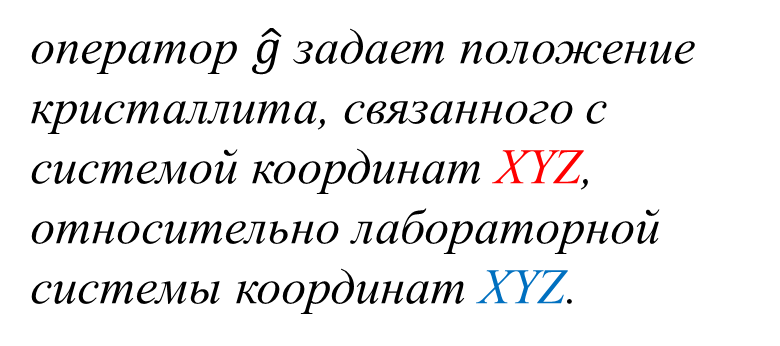 оператор ĝ задает положение
кристаллита, связанного с
системой координат XYZ,
относительно лабораторной
системы координат XYZ.